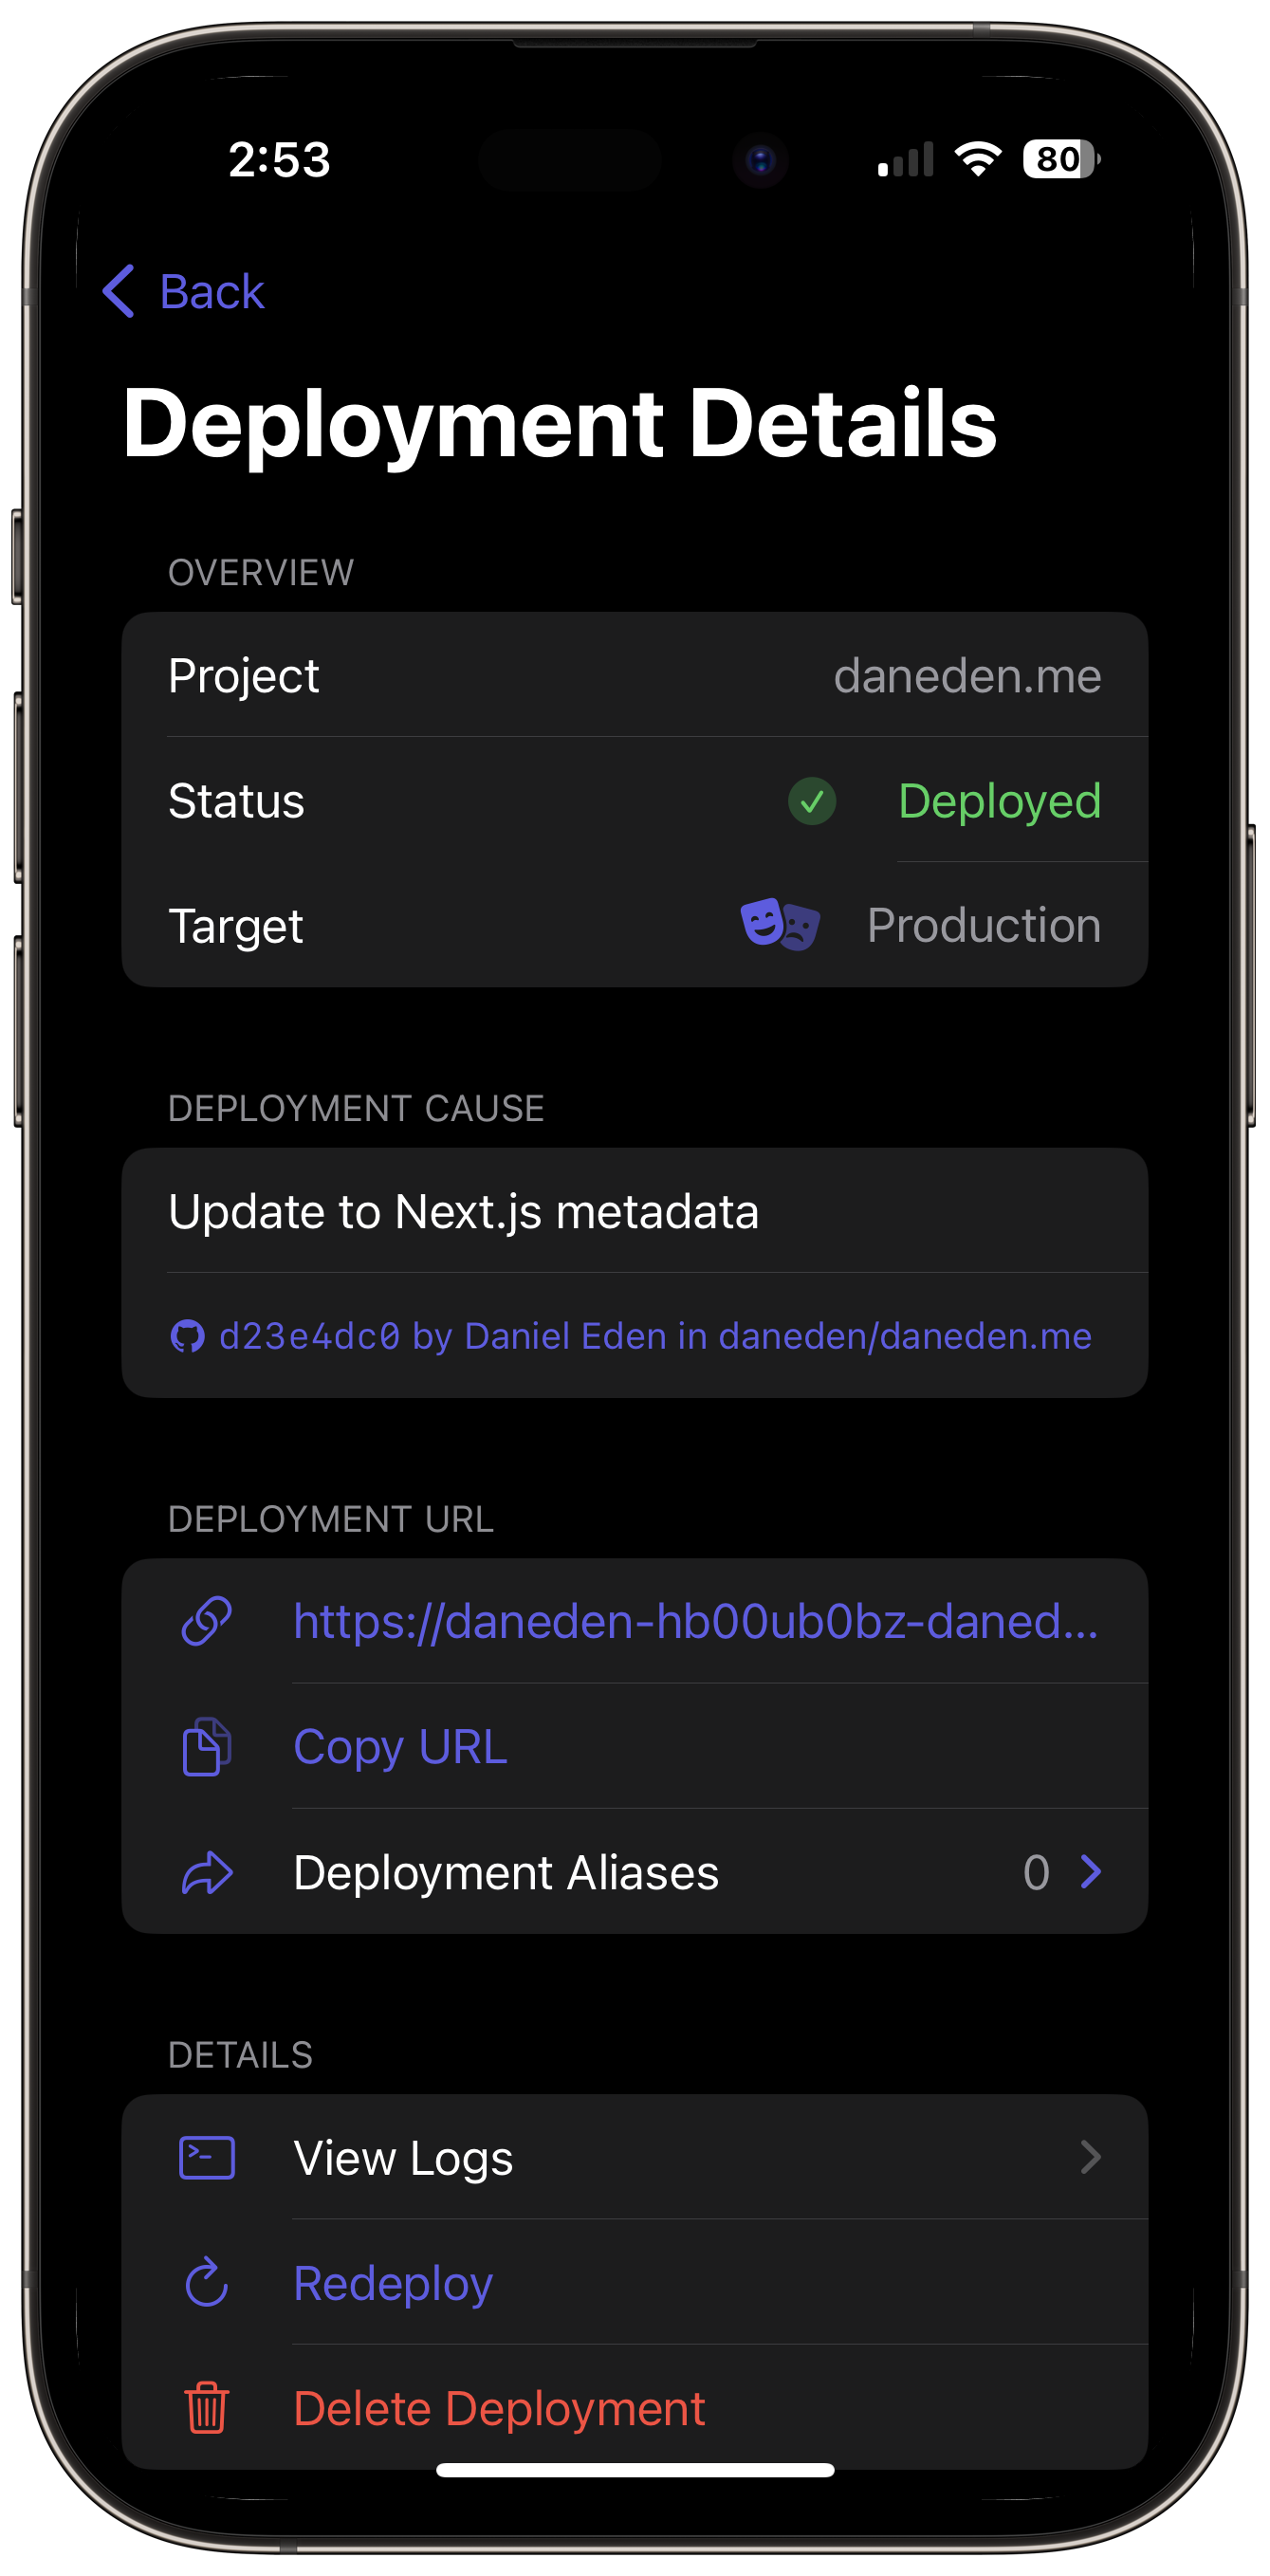 2:53
80
Back
Deployment Details
OVERVIEW
Project
daneden.me
Status
Deployed
Target
Production
DEPLOYMENT CAUSE
Update to Next.js metadata
d23e4dc0 by Daniel Eden in daneden/daneden.me
DEPLOYMENT URL
https://daneden-hb00ub0bz-daned...
Copy URL
Deployment Aliases
0
DETAILS
View Logs
Redeploy
Delete Deployment